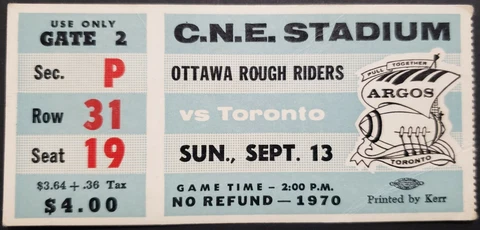 USE ONLY
GATE 2
Sec. P
Row 31
Seat 19
$3.64 + .36 Tax
$4.00
C.N.E. STADIUM
OTTAWA ROUGH RIDERS
vs Toronto
SUN., SEPT. 13
GAME TIME - 2:00 P.M.
NO REFUND - 1970
PULL TOGETHER
ARGOS
TORONTO
Printed by Kerr